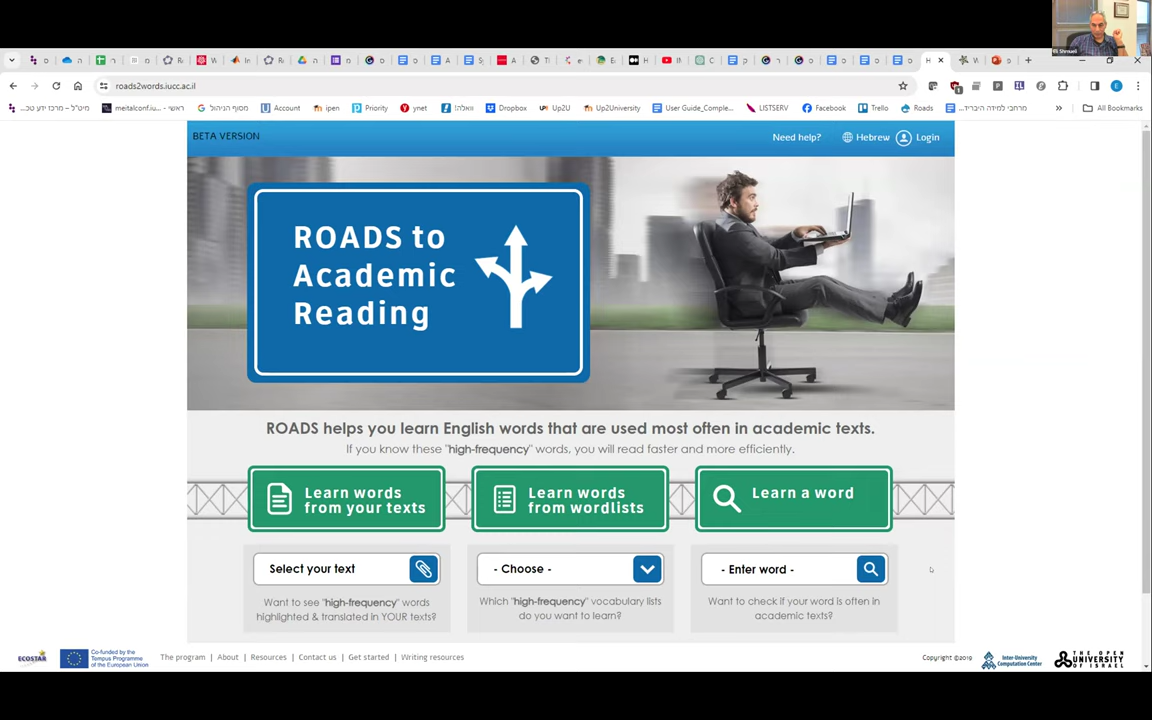 roads2words.iucc.ac.il
Account
ipen
Priority
ynet
וואלה!
Dropbox
Up2U
Up2University
User Guide_Comple...
LISTSERV
Facebook
Trello
Roads
All Bookmarks
BETA VERSION
Need help?
Hebrew
Login
ROADS to
Academic
Reading
ROADS helps you learn English words that are used most often in academic texts.
If you know these "high-frequency" words, you will read faster and more efficiently.
Learn words
from your texts
Learn words
from wordlists
Learn a word
Select your text
- Choose -
- Enter word -
Want to see "high-frequency" words
highlighted & translated in YOUR texts?
Which "high-frequency" vocabulary lists
do you want to learn?
Want to check if your word is often in
academic texts?
ECOSTAR
Co-funded by the
Tempus Programme
of the European Union
The program | About | Resources | Contact us | Get started | Writing resources
Copyright ©2019
Inter-University
Computation Center
THE OPEN
UNIVERSITY
OF ISRAEL